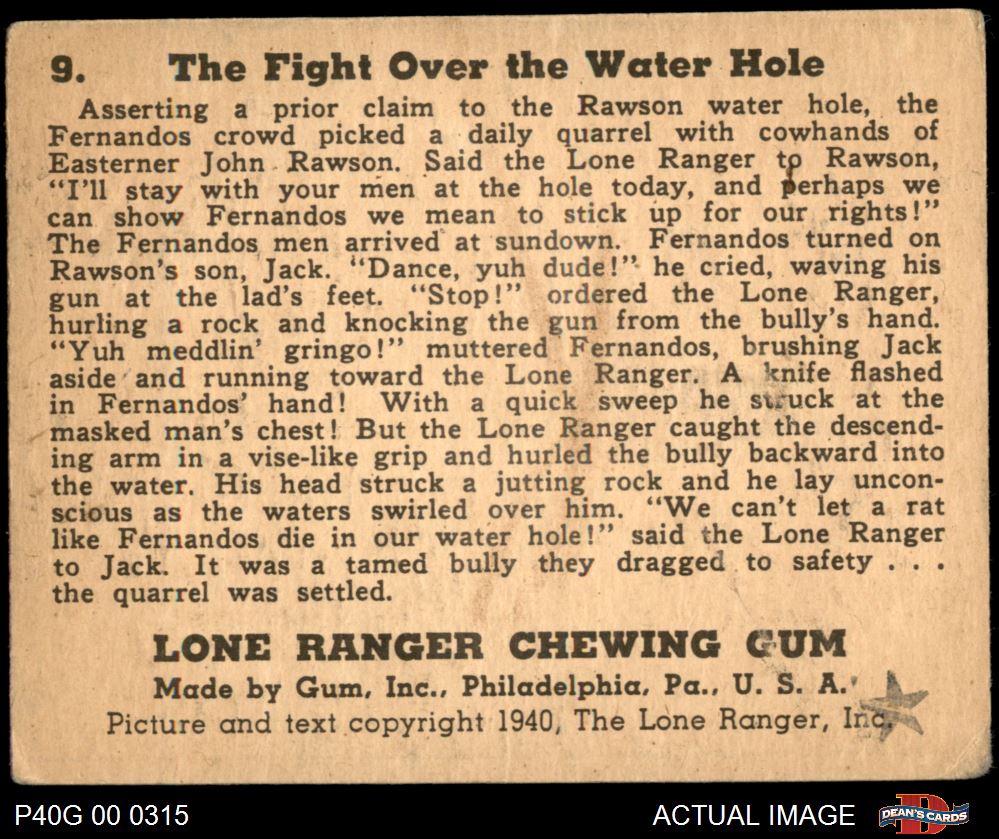 9. The Fight Over the Water Hole
Asserting a prior claim to the Rawson water hole, the
Fernandos crowd picked a daily quarrel with cowhands of
Easterner John Rawson. Said the Lone Ranger to Rawson,
“I'll stay with your men at the hole today, and perhaps we
can show Fernandos we mean to stick up for our rights!”
The Fernandos men arrived at sundown. Fernandos turned on
Rawson's son, Jack. “Dance, yuh dude!” he cried, waving his
gun at the lad's feet. “Stop!” ordered the Lone Ranger,
hurling a rock and knocking the gun from the bully's hand.
“Yuh meddlin' gringo!” muttered Fernandos, brushing Jack
aside and running toward the Lone Ranger. A knife flashed
in Fernandos' hand! With a quick sweep he struck at the
masked man's chest! But the Lone Ranger caught the descend-
ing arm in a vise-like grip and hurled the bully backward into
the water. His head struck a jutting rock and he lay uncon-
scious as the waters swirled over him. “We can't let a rat
like Fernandos die in our water hole!” said the Lone Ranger
to Jack. It was a tamed bully they dragged to safety . . .
the quarrel was settled.
LONE RANGER CHEWING GUM
Made by Gum, Inc., Philadelphia, Pa., U. S. A.
Picture and text copyright 1940, The Lone Ranger, Inc.
P40G 00 0315
ACTUAL IMAGE
DEAN'S CARDS